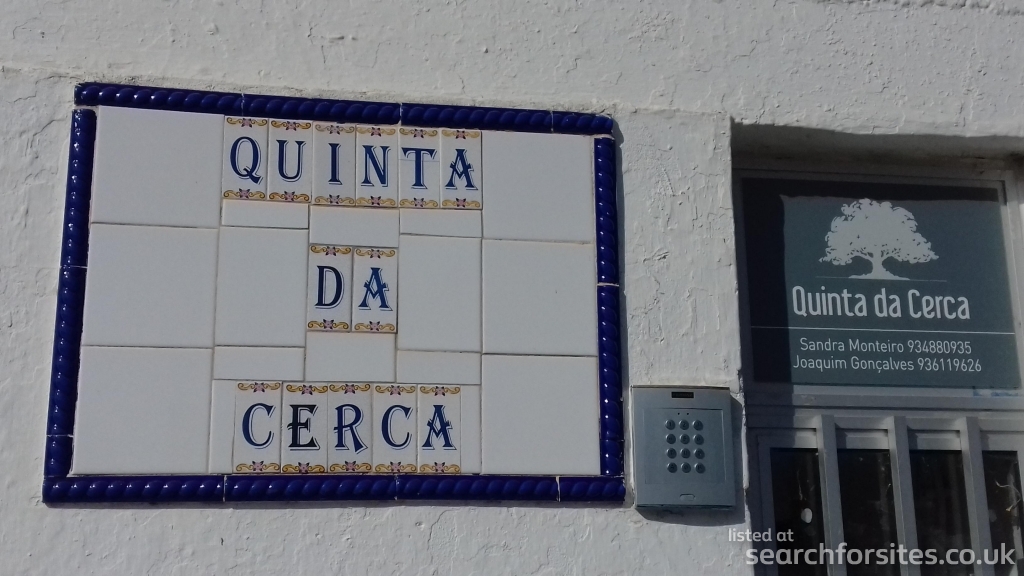 QUINTA
DA
CERCA
Quinta da Cerca
Sandra Monteiro 934880935
Joaquim Gonçalves 936119626
listed at
searchforsites.co.uk